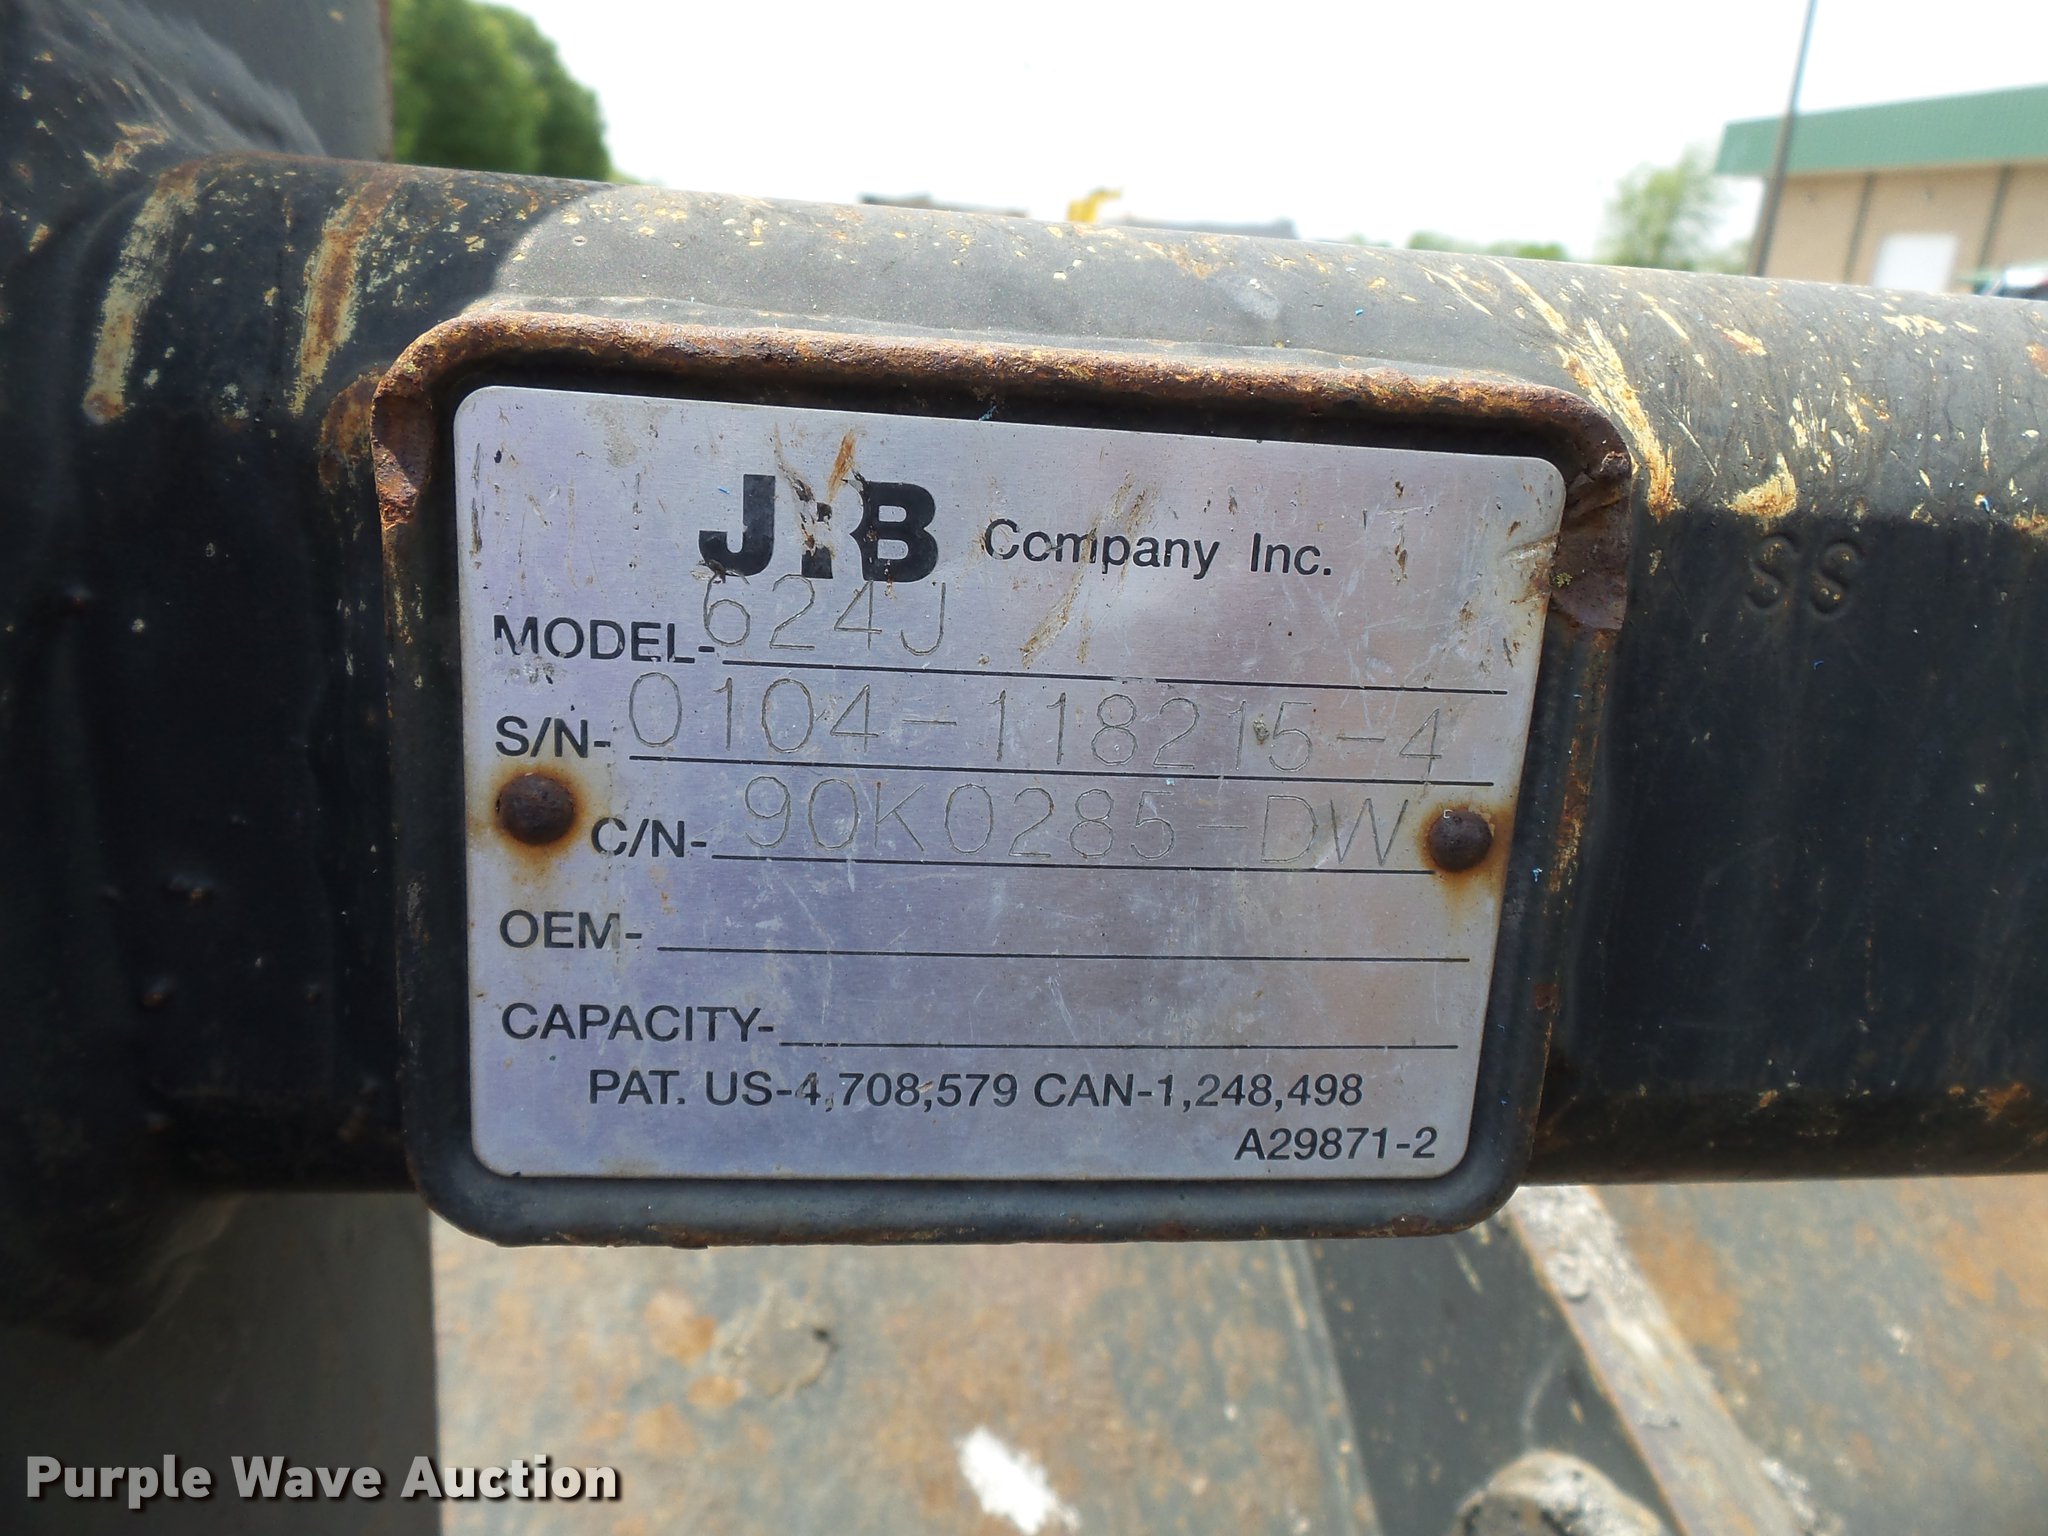 JRB Company Inc.
MODEL- 624J
S/N- 0104-118215-4
C/N- 90K0285-DW
OEM-
CAPACITY-
PAT. US-4,708,579 CAN-1,248,498
A29871-2
SS
Purple Wave Auction